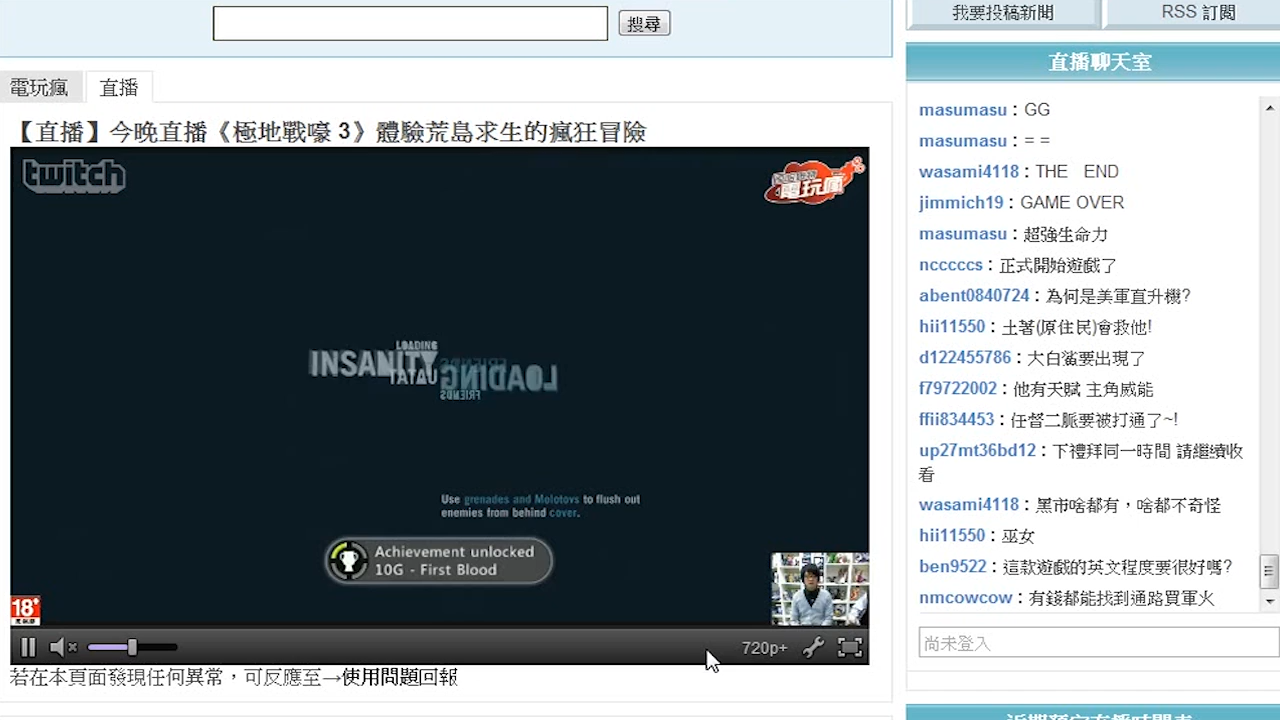 搜尋
我要投稿新聞
RSS 訂閱
電玩瘋
直播
【直播】今晚直播《極地戰嚎 3》體驗荒島求生的瘋狂冒險
twitch
電玩瘋
LOADING
INSANITY
TATAU
FRIENDS
LOADING
FRIENDS
Use grenades and Molotovs to flush out
enemies from behind cover.
Achievement unlocked
10G - First Blood
18+
720p+
若在本頁面發現任何異常，可反應至→使用問題回報
直播聊天室
masumasu：GG
masumasu：= =
wasami4118：THE END
jimmich19：GAME OVER
masumasu：超強生命力
ncccccs：正式開始遊戲了
abent0840724：為何是美軍直升機?
hii11550：土著(原住民)會救他!
d122455786：大白鯊要出現了
f79722002：他有天賦 主角威能
ffii834453：任督二脈要被打通了~!
up27mt36bd12：下禮拜同一時間 請繼續收
看
wasami4118：黑市啥都有，啥都不奇怪
hii11550：巫女
ben9522：這款遊戲的英文程度要很好嗎?
nmcowcow：有錢都能找到通路買軍火
尚未登入